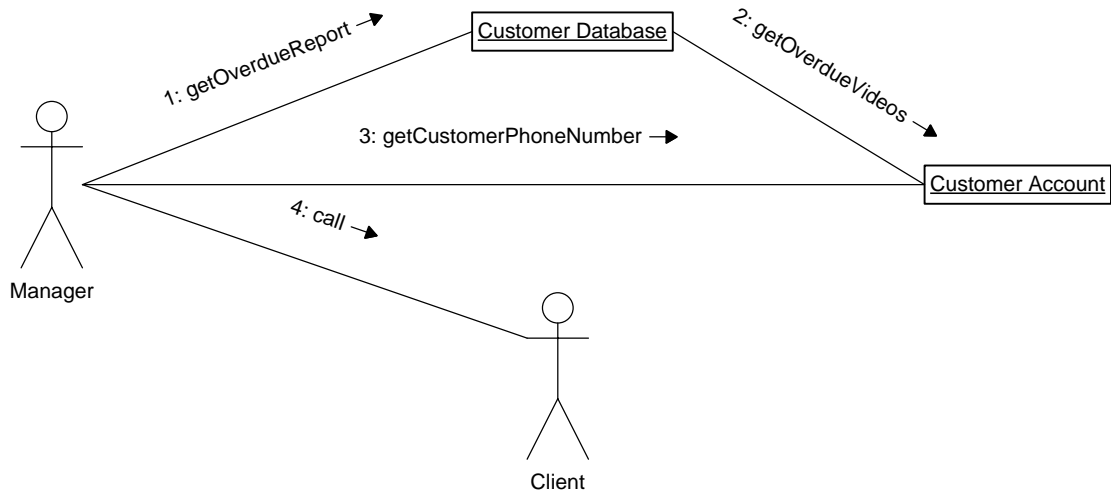 1: getOverdueReport
Customer Database
2: getOverdueVideos
3: getCustomerPhoneNumber
Customer Account
4: call
Manager
Client